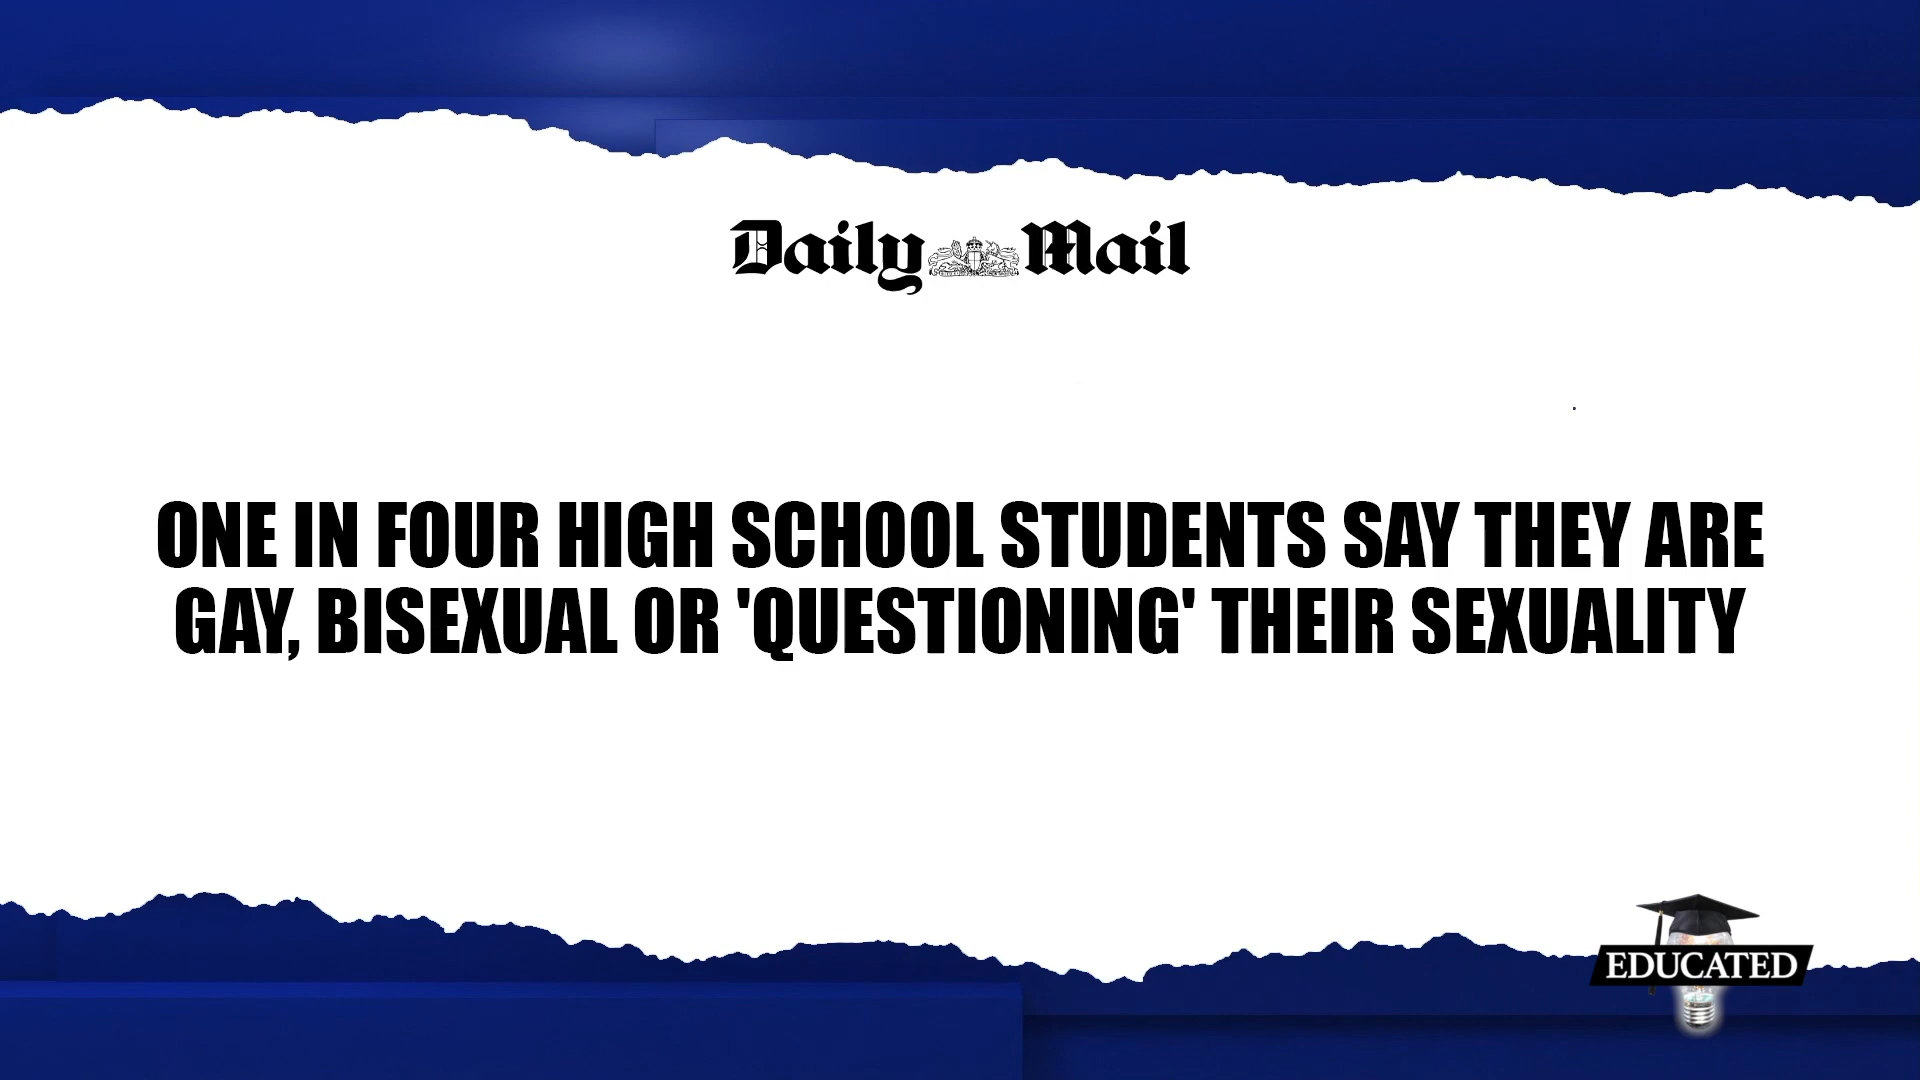 Daily Mail
ONE IN FOUR HIGH SCHOOL STUDENTS SAY THEY ARE
GAY, BISEXUAL OR 'QUESTIONING' THEIR SEXUALITY
EDUCATED